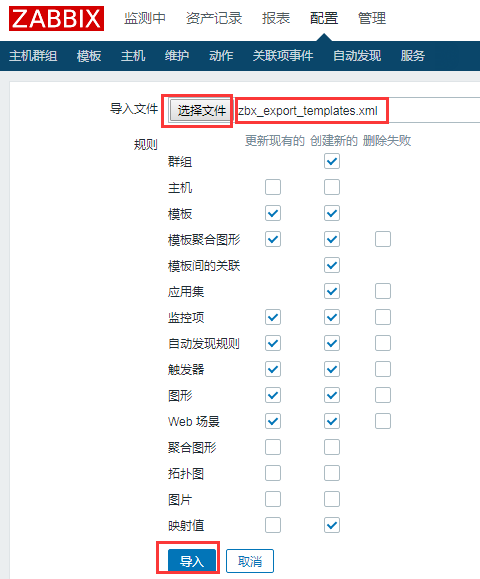 ZABBIX 监测中 资产记录 报表 配置 管理
主机群组 模板 主机 维护 动作 关联项事件 自动发现 服务
导入文件 选择文件 zbx_export_templates.xml
规则 更新现有的 创建新的 删除失败
群组
主机
模板
模板聚合图形
模板间的关联
应用集
监控项
自动发现规则
触发器
图形
Web 场景
聚合图形
拓扑图
图片
映射值
导入 取消